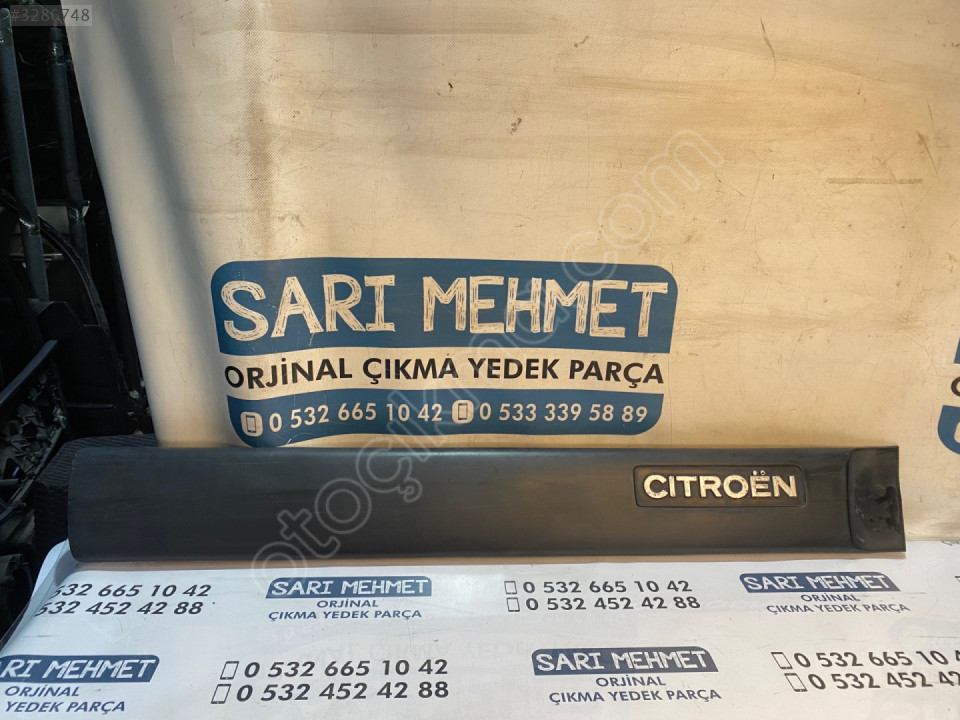 #3286748
otoçıkma.com
SARI MEHMET
ORJİNAL ÇIKMA YEDEK PARÇA
0 532 665 10 42 0 533 339 58 89
CITROËN
532 665 10 42
532 452 42 88
SARI MEHMET
ORJİNAL
ÇIKMA YEDEK PARÇA
0 532 665 10 42
0 532 452 42 88
SARI MEHMET
ORJİNAL
ÇIKMA YEDEK PARÇA
SARI MEHMET
ORJİNAL
ÇIKMA YEDEK PARÇA
0 532 665 10 42
0 532 452 42 88
SARI MEHMET
ORJİNAL
ÇIKMA YEDEK PARÇA
0 532 665 10 4
0 532 452 42